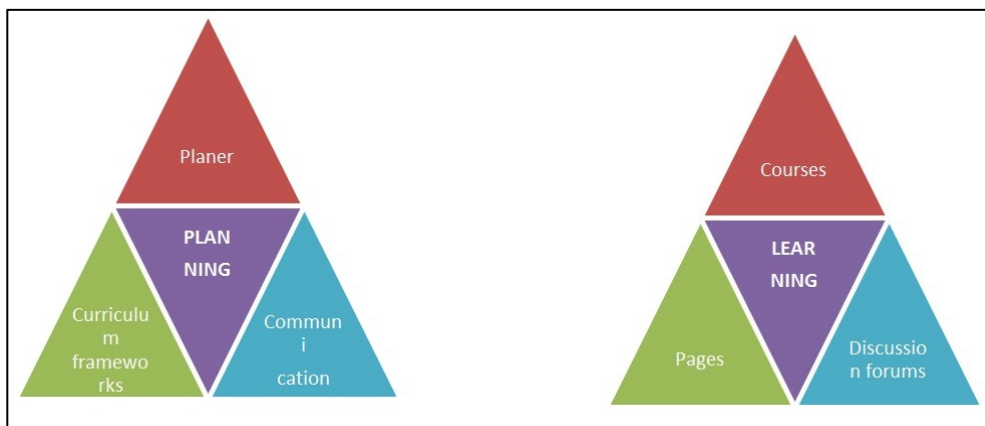 Planer
PLAN
NING
Curriculu
m
framewo
rks
Commun
i
cation
Courses
LEAR
NING
Pages
Discussio
n forums